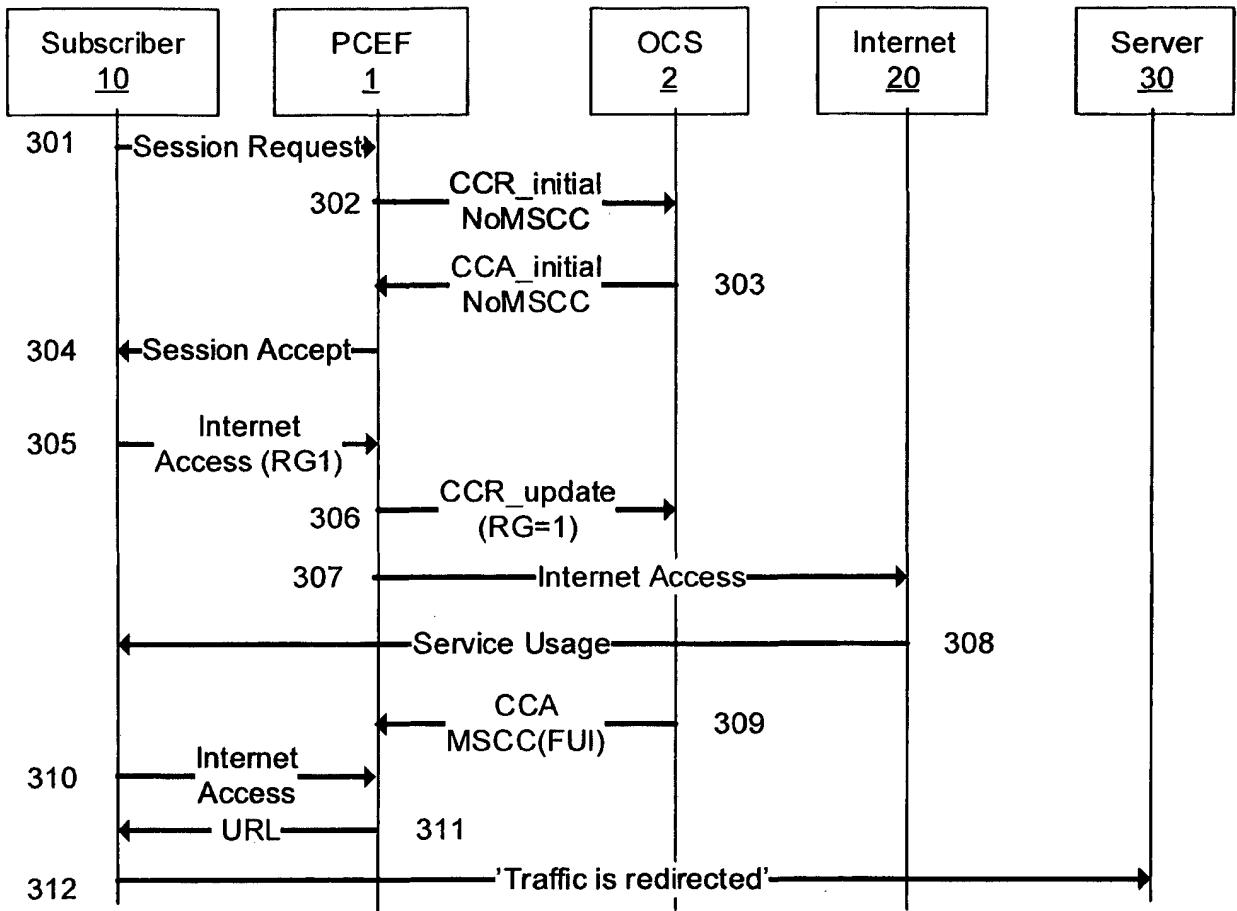 Subscriber
10
PCEF
1
OCS
2
Internet
20
Server
30
301
Session Request
302
CCR_initial
NoMSCC
CCA_initial
NoMSCC
303
304
Session Accept
305
Internet
Access (RG1)
306
CCR_update
(RG=1)
307
Internet Access
Service Usage
308
CCA
MSCC(FUI)
309
310
Internet
Access
URL
311
312
'Traffic is redirected'